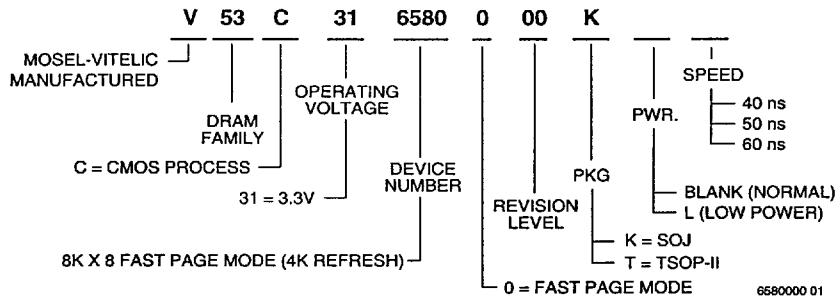 V 53 C 31 6580 0 00 K
MOSEL-VITELIC
MANUFACTURED
DRAM
FAMILY
C = CMOS PROCESS
OPERATING
VOLTAGE
31 = 3.3V
DEVICE
NUMBER
8K X 8 FAST PAGE MODE (4K REFRESH)
0 = FAST PAGE MODE
REVISION
LEVEL
PKG
K = SOJ
T = TSOP-II
PWR.
BLANK (NORMAL)
L (LOW POWER)
SPEED
40 ns
50 ns
60 ns
6580000 01